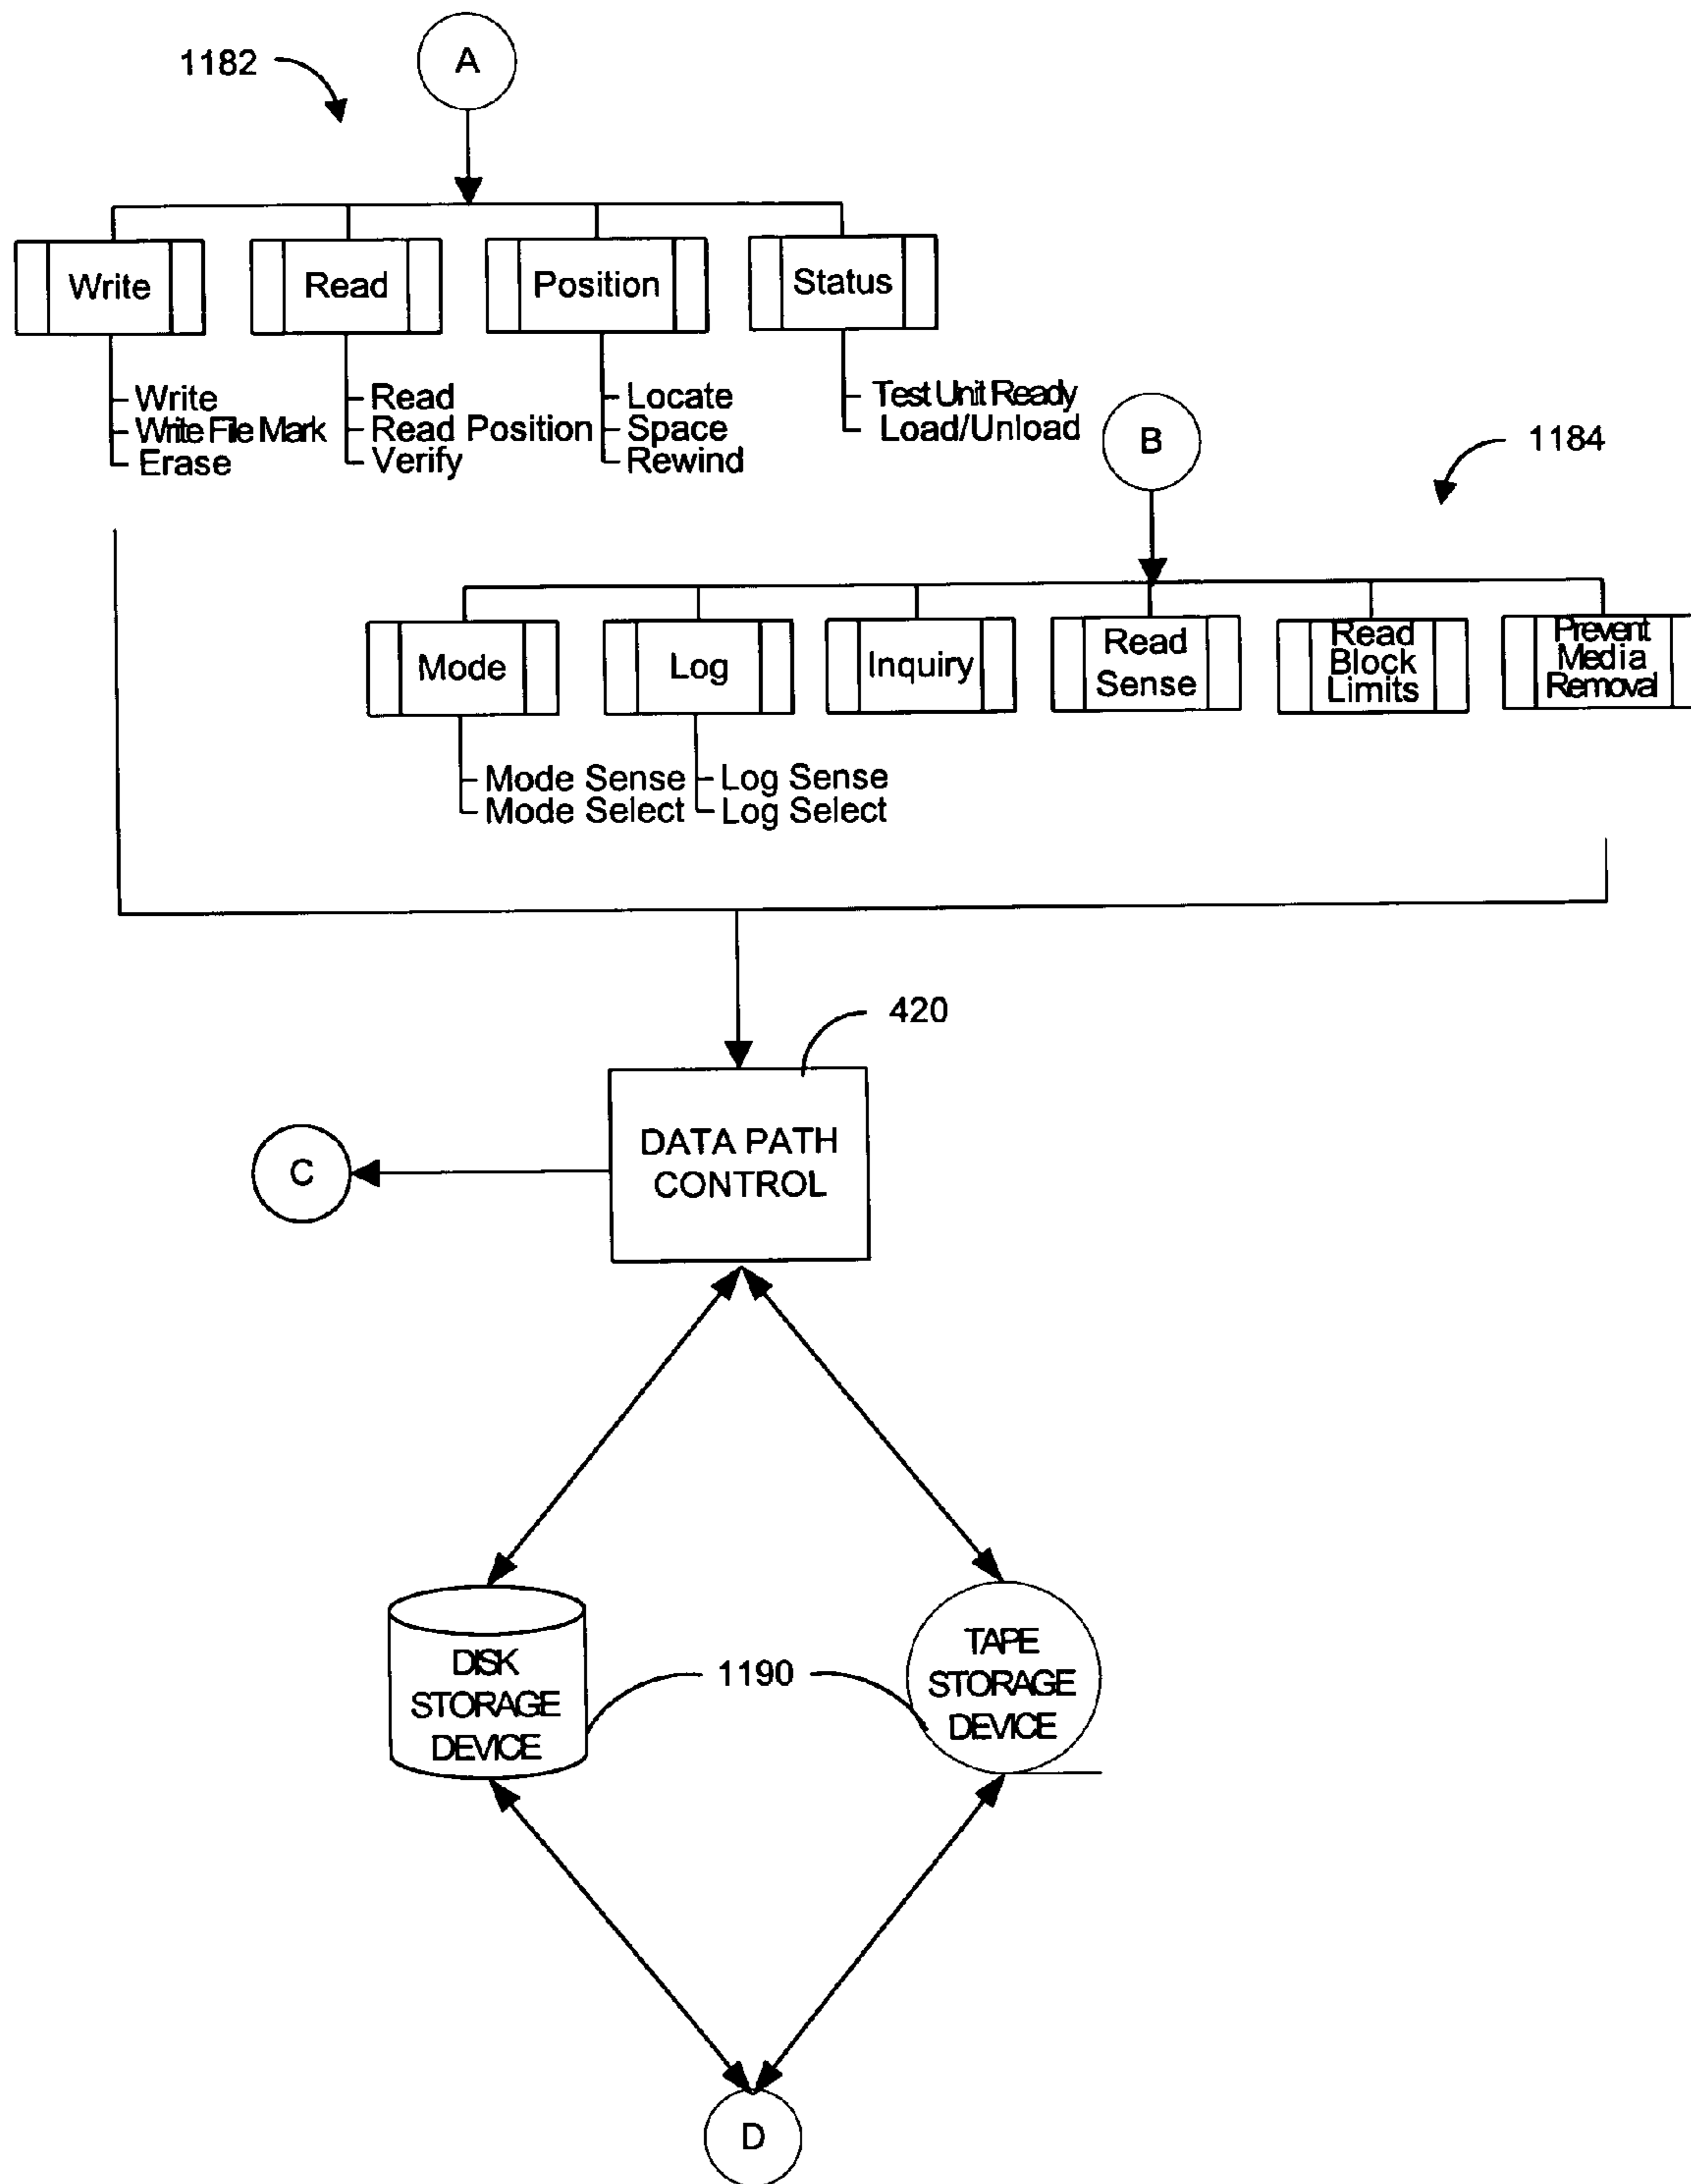 1182
A
Write
Read
Position
Status
Write
Write File Mark
Erase
Read
Read Position
Verify
Locate
Space
Rewind
Test Unit Ready
Load/Unload
B
1184
Mode
Log
Inquiry
Read
Sense
Read
Block
Limits
Prevent
Media
Removal
Mode Sense
Mode Select
Log Sense
Log Select
420
DATA PATH
CONTROL
C
DISK
STORAGE
DEVICE
1190
TAPE
STORAGE
DEVICE
D